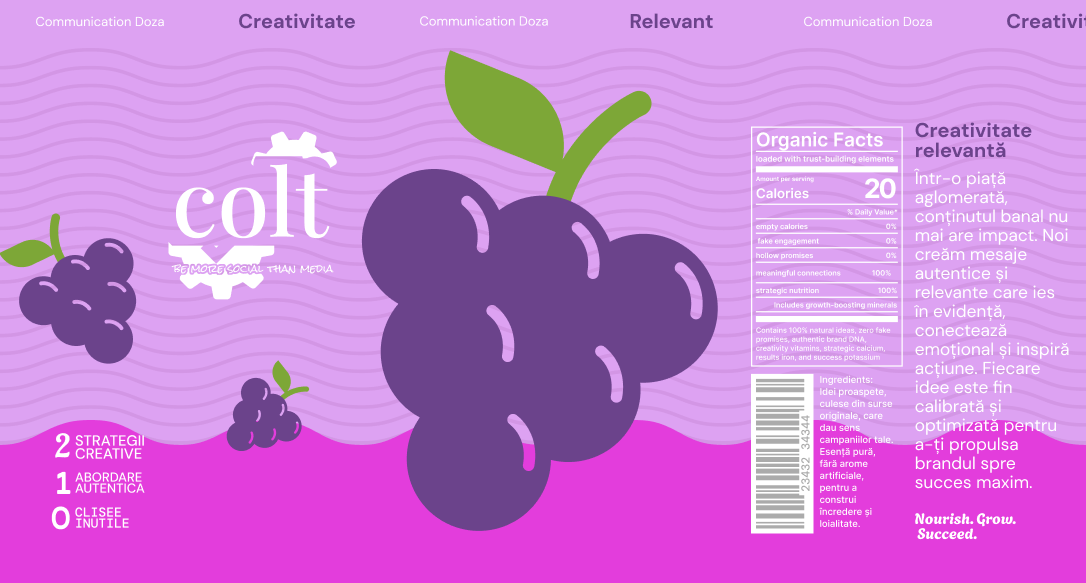 Communication Doza
Creativitate
Communication Doza
Relevant
Communication Doza
Creativit
colt
BE MORE SOCIAL THAN MEDIA
2 STRATEGII
CREATIVE
1 ABORDARE
AUTENTICA
0 CLISEE
INUTILE
Organic Facts
loaded with trust-building elements
Amount per serving
Calories 20
% Daily Value*
empty calories 0%
fake engagement 0%
hollow promises 0%
meaningful connections 100%
strategic nutrition 100%
Includes growth-boosting minerals
Contains 100% natural ideas, zero fake
promises, authentic brand DNA,
creativity vitamins, strategic calcium,
results iron, and success potassium
23432 34344
Ingredients:
Idei proaspete,
culese din surse
originale, care
dau sens
campaniilor tale.
Esență pură,
fără arome
artificiale,
pentru a
construi
încredere și
loialitate.
Creativitate
relevantă
Într-o piață
aglomerată,
conținutul banal nu
mai are impact. Noi
creăm mesaje
autentice și
relevante care ies
în evidență,
conectează
emoțional și inspiră
acțiune. Fiecare
idee este fin
calibrată și
optimizată pentru
a-ți propulsa
brandul spre
succes maxim.
Nourish. Grow.
Succeed.